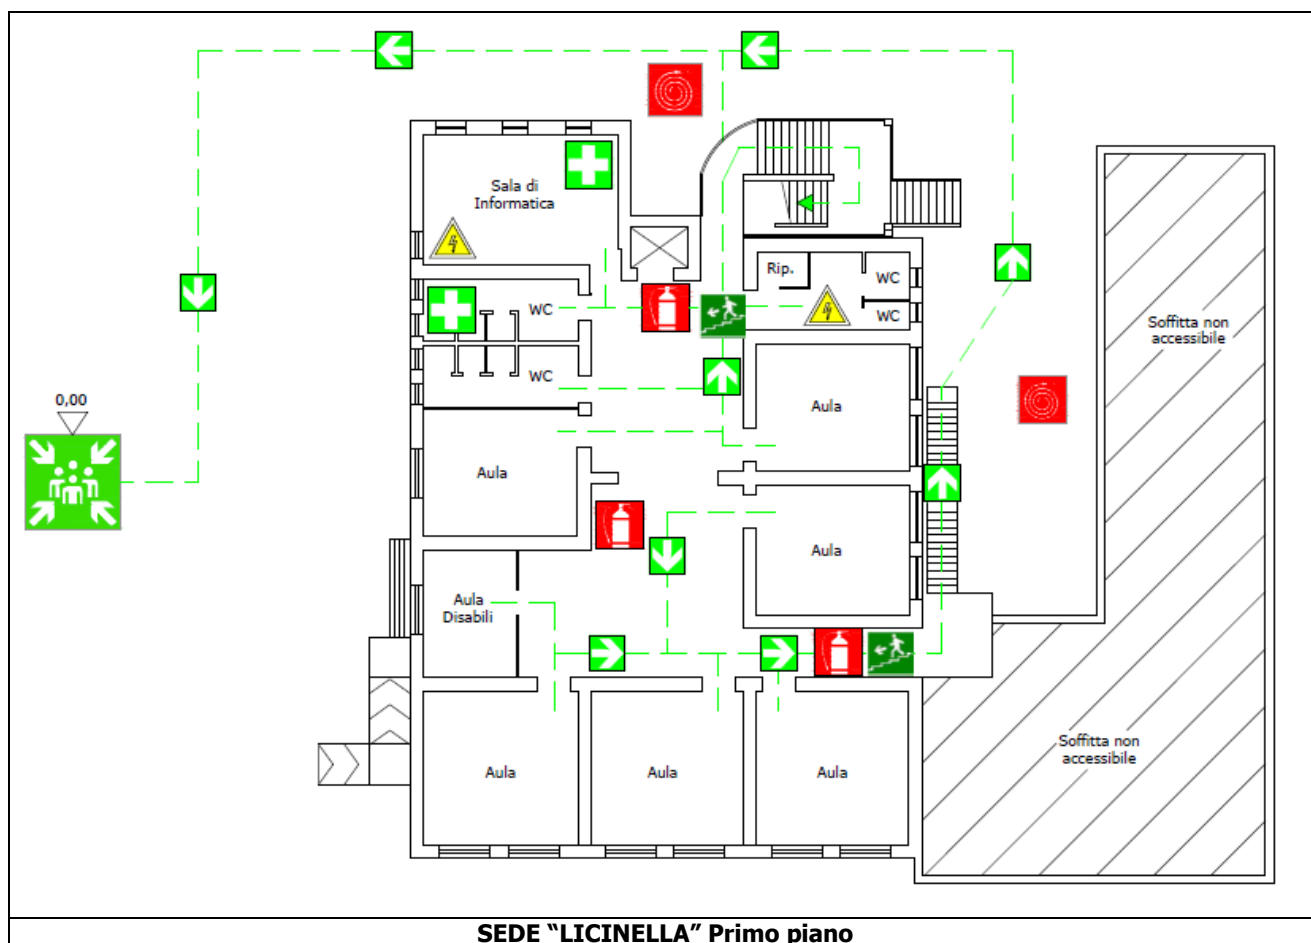 Sala di
Informatica
Rip.
WC
WC
WC
WC
Soffitta non
accessibile
0,00
Aula
Aula
Aula
Aula
Disabili
Soffitta non
accessibile
Aula
Aula
Aula
SEDE “LICINELLA” Primo piano